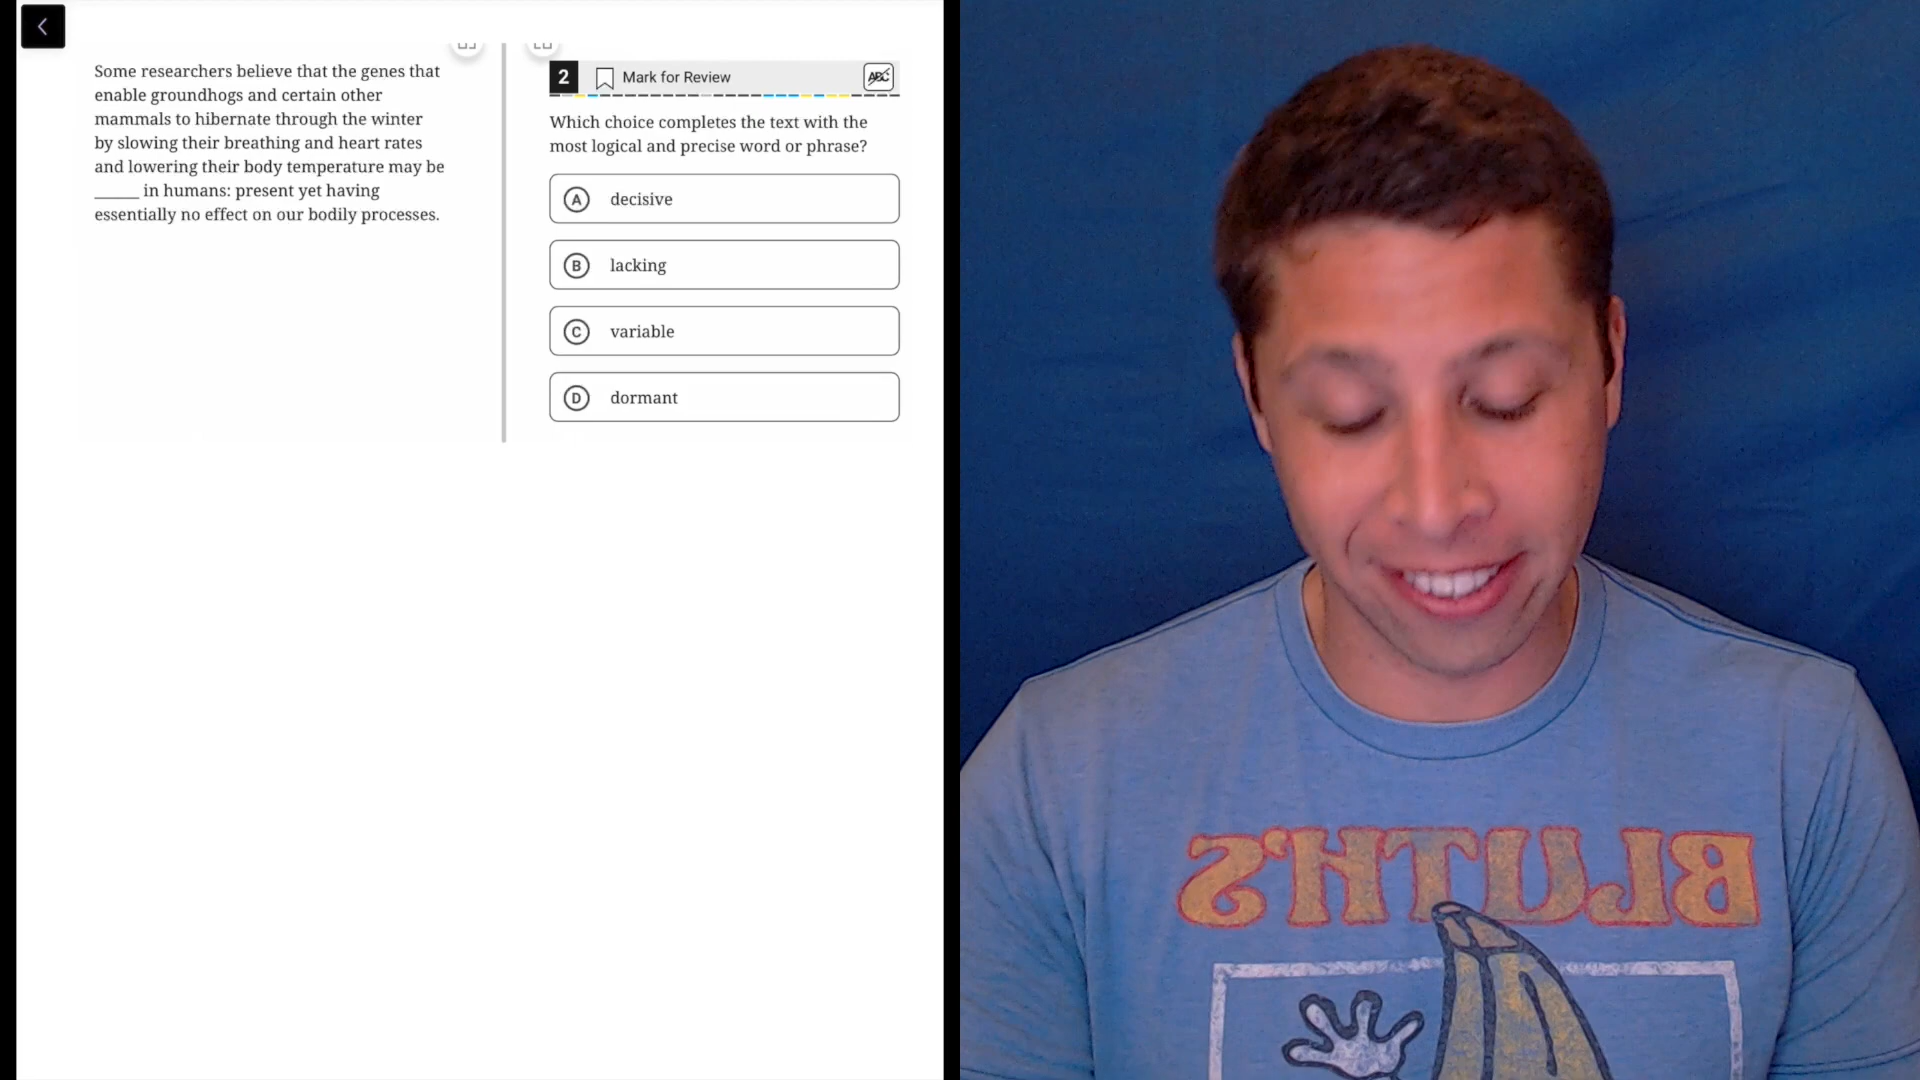 Some researchers believe that the genes that
enable groundhogs and certain other
mammals to hibernate through the winter
by slowing their breathing and heart rates
and lowering their body temperature may be
______ in humans: present yet having
essentially no effect on our bodily processes.
2 Mark for Review ABC
Which choice completes the text with the
most logical and precise word or phrase?
A decisive
B lacking
C variable
D dormant
BLUTH'S